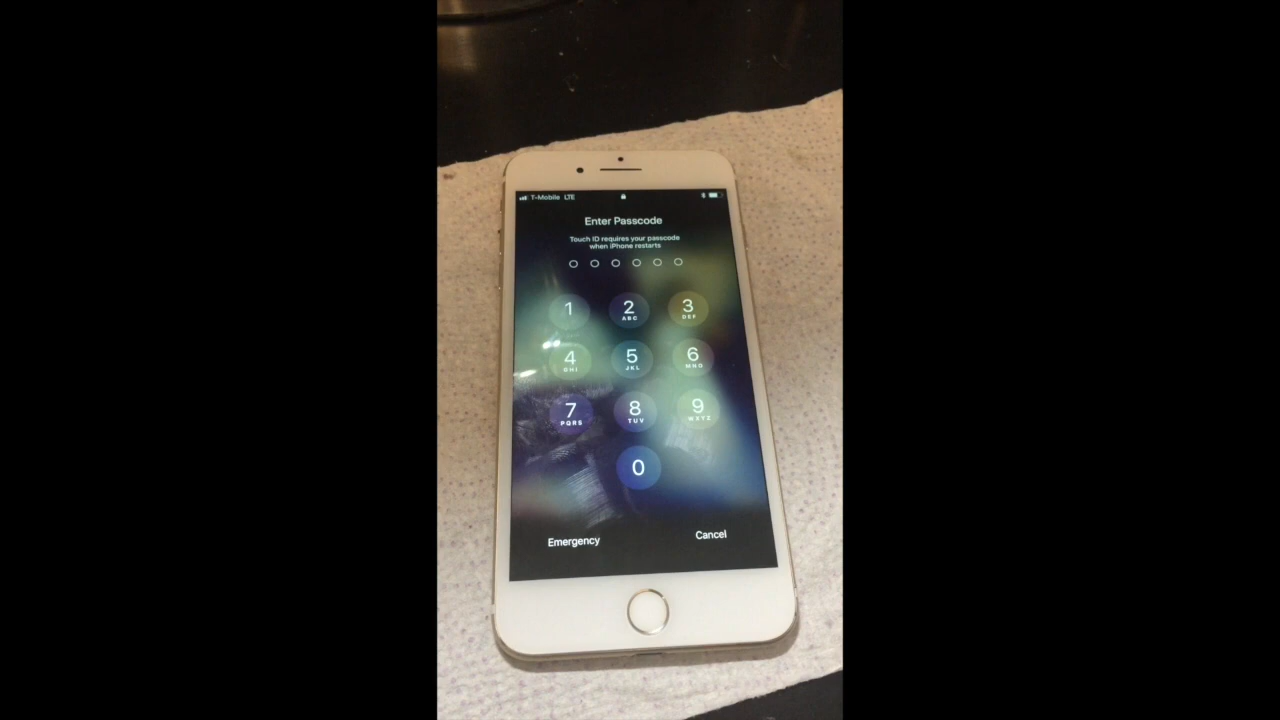 T-Mobile LTE
Enter Passcode
Touch ID requires your passcode
when iPhone restarts
1 2 3
ABC DEF
4 5 6
GHI JKL MNO
7 8 9
PQRS TUV WXYZ
0
Emergency Cancel